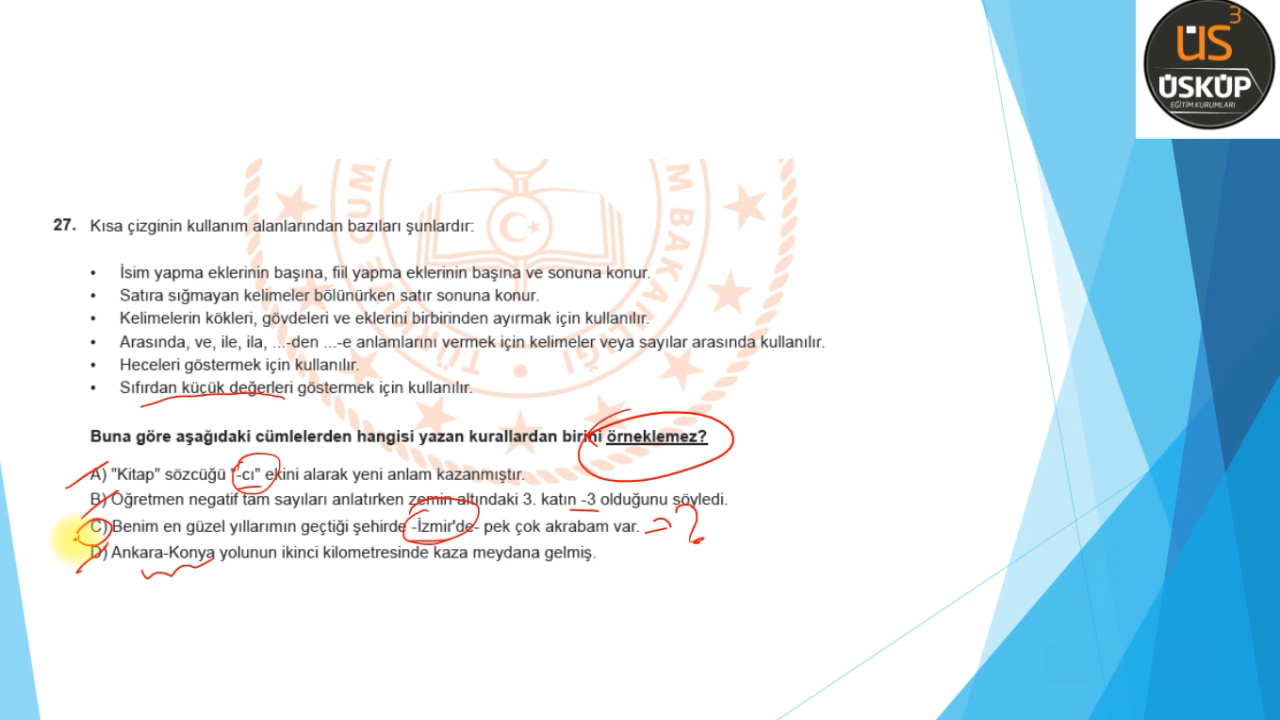 ÜS3
ÜSKÜP
EĞİTİM KURUMLARI
27. Kısa çizginin kullanım alanlarından bazıları şunlardır:
• İsim yapma eklerinin başına, fiil yapma eklerinin başına ve sonuna konur.
• Satıra sığmayan kelimeler bölünürken satır sonuna konur.
• Kelimelerin kökleri, gövdeleri ve eklerini birbirinden ayırmak için kullanılır.
• Arasında, ve, ile, ila, ...-den ...-e anlamlarını vermek için kelimeler veya sayılar arasında kullanılır.
• Heceleri göstermek için kullanılır.
• Sıfırdan küçük değerleri göstermek için kullanılır.
Buna göre aşağıdaki cümlelerden hangisi yazan kurallardan birini örneklemez?
A) "Kitap" sözcüğü "-cı" ekini alarak yeni anlam kazanmıştır.
B) Öğretmen negatif tam sayıları anlatırken zemin altındaki 3. katın -3 olduğunu söyledi.
C) Benim en güzel yıllarımın geçtiği şehirde -İzmir'de- pek çok akrabam var. = ?
D) Ankara-Konya yolunun ikinci kilometresinde kaza meydana gelmiş.